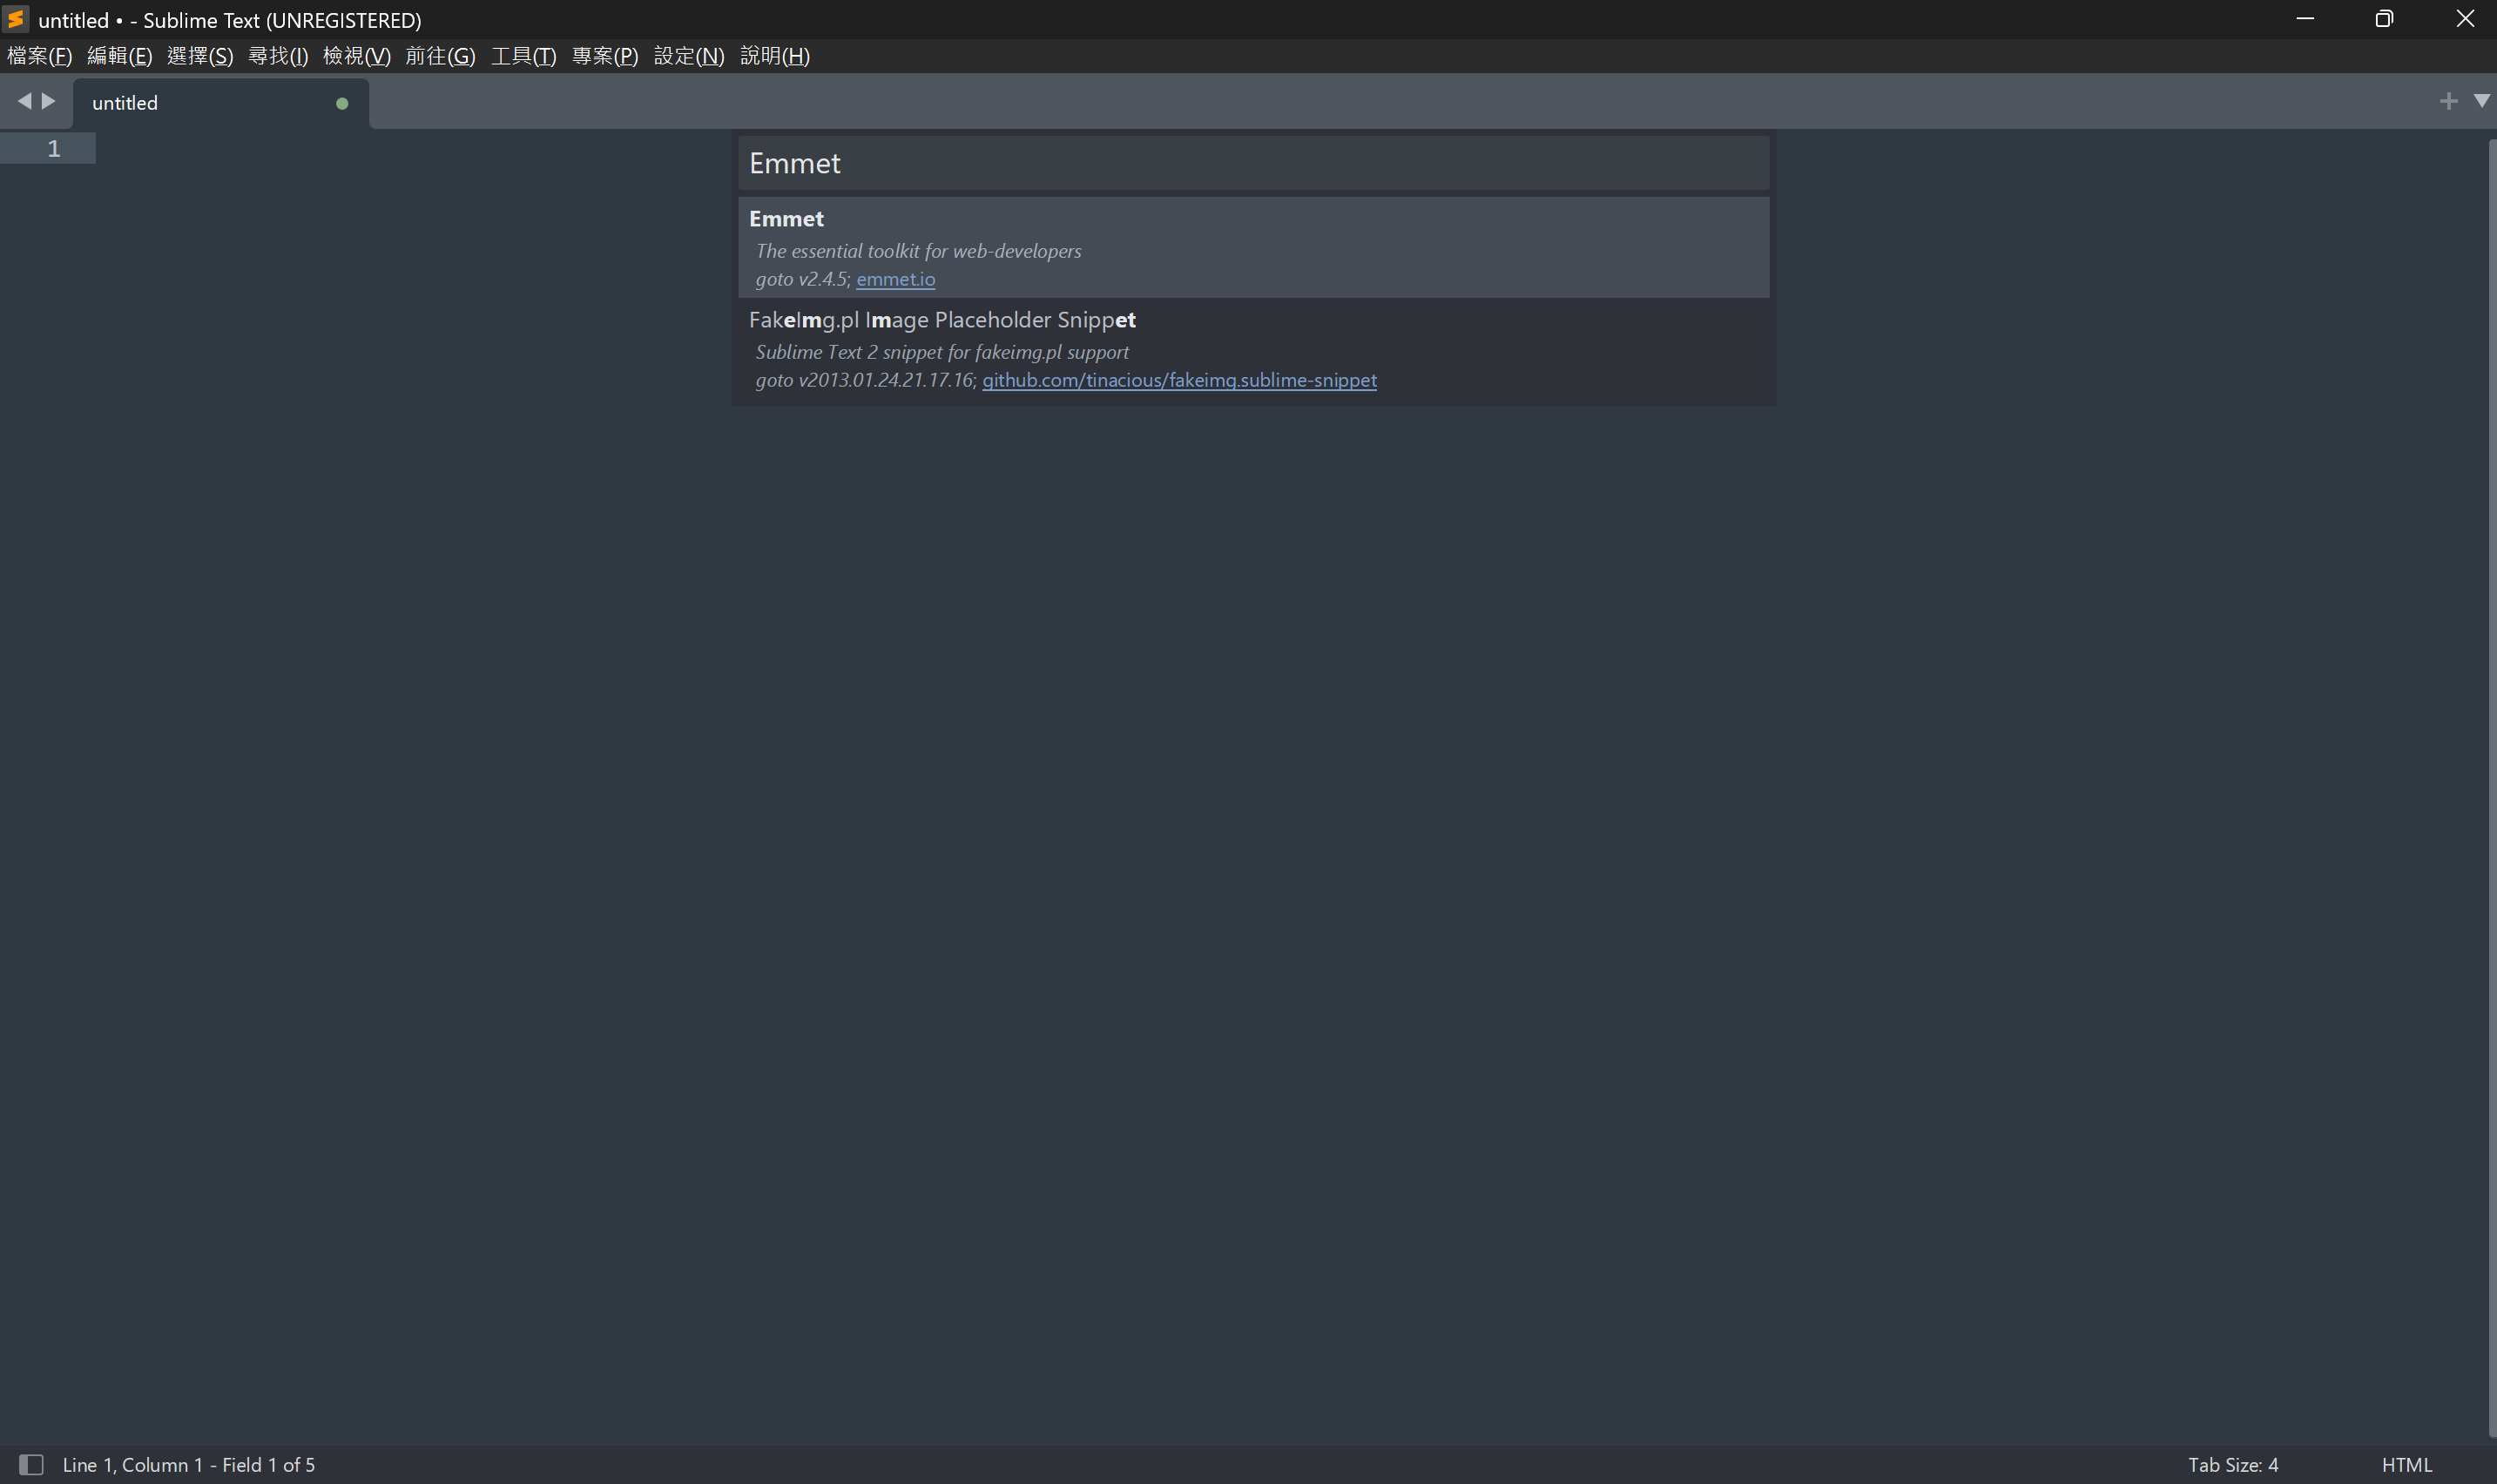 untitled • - Sublime Text (UNREGISTERED)
檔案(F) 編輯(E) 選擇(S) 尋找(I) 檢視(V) 前往(G) 工具(T) 專案(P) 設定(N) 說明(H)
untitled
1
Emmet
Emmet
The essential toolkit for web-developers
goto v2.4.5; emmet.io
FakeImg.pl Image Placeholder Snippet
Sublime Text 2 snippet for fakeimg.pl support
goto v2013.01.24.21.17.16; github.com/tinacious/fakeimg.sublime-snippet
Line 1, Column 1 - Field 1 of 5
Tab Size: 4
HTML